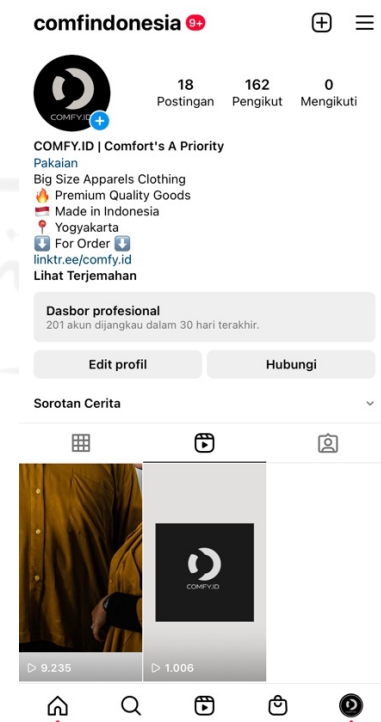 comfindonesia 9+
18 162 0
Postingan Pengikut Mengikuti
COMFY.ID
COMFY.ID | Comfort's A Priority
Pakaian
Big Size Apparels Clothing
🔥 Premium Quality Goods
🇮🇩 Made in Indonesia
📍 Yogyakarta
⬇️ For Order ⬇️
linktr.ee/comfy.id
Lihat Terjemahan
Dasbor profesional
201 akun dijangkau dalam 30 hari terakhir.
Edit profil Hubungi
Sorotan Cerita
COMFY.ID
9.235 1.006